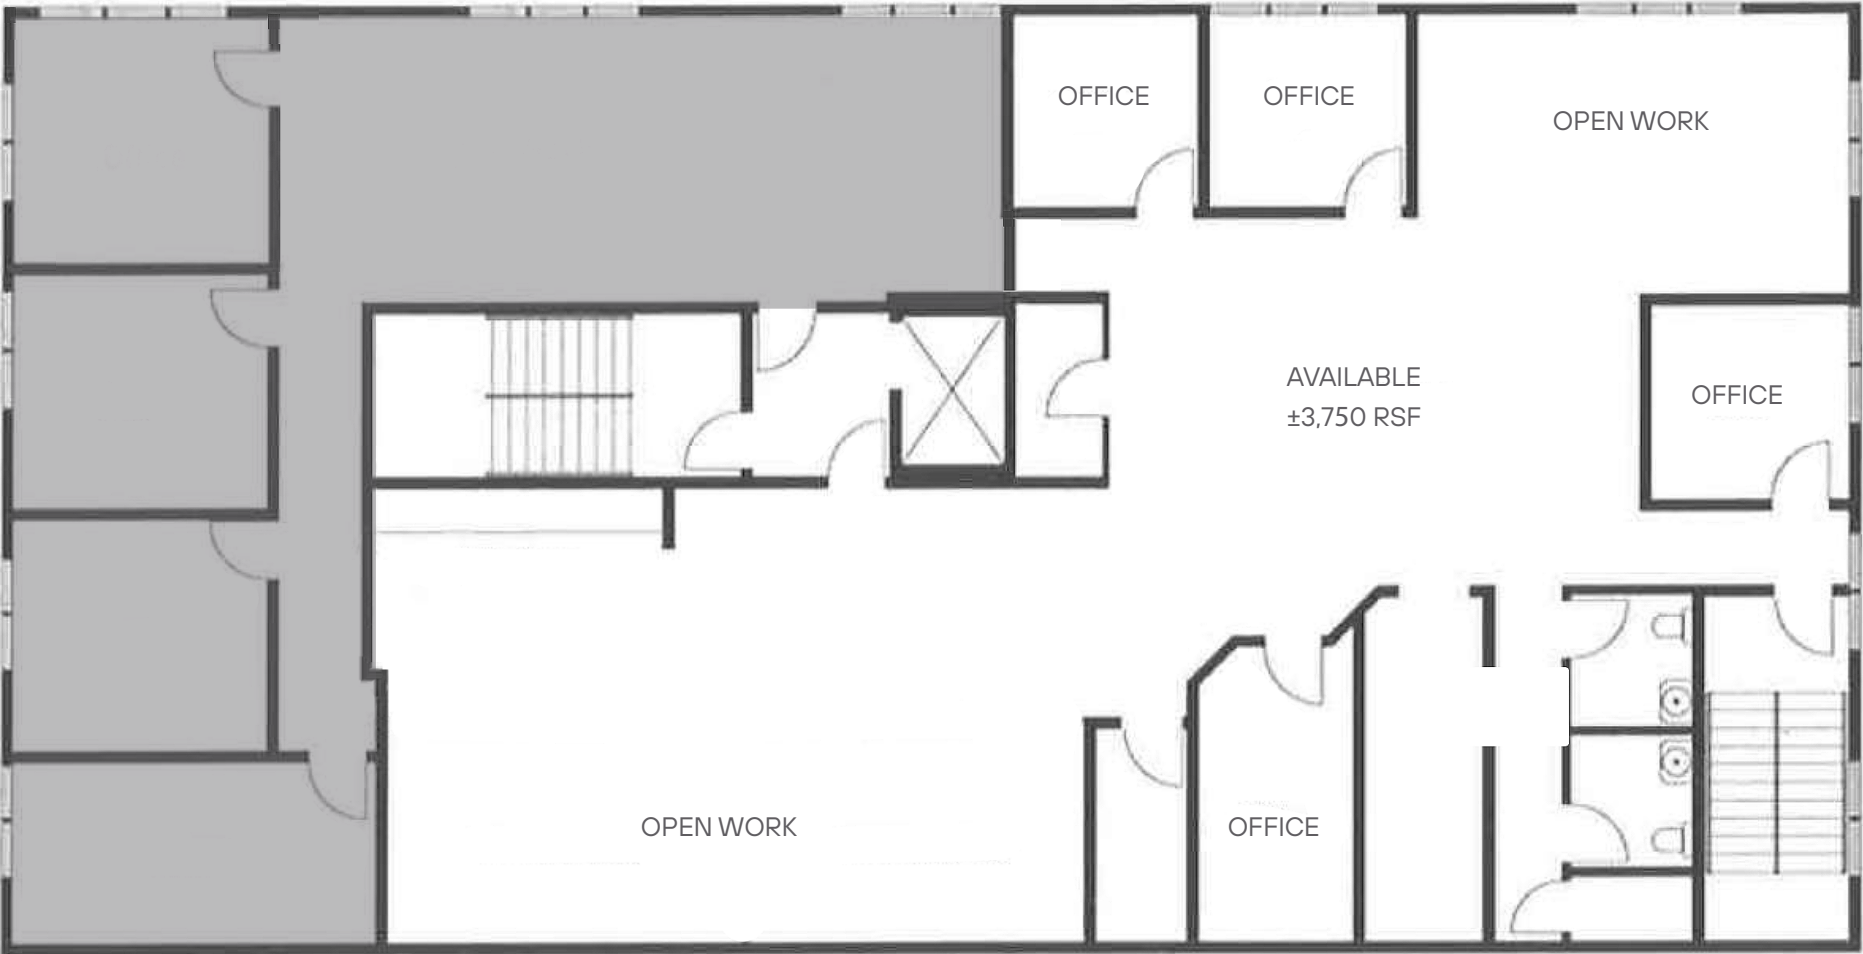 OFFICE
OFFICE
OPEN WORK
AVAILABLE
±3,750 RSF
OFFICE
OPEN WORK
OFFICE